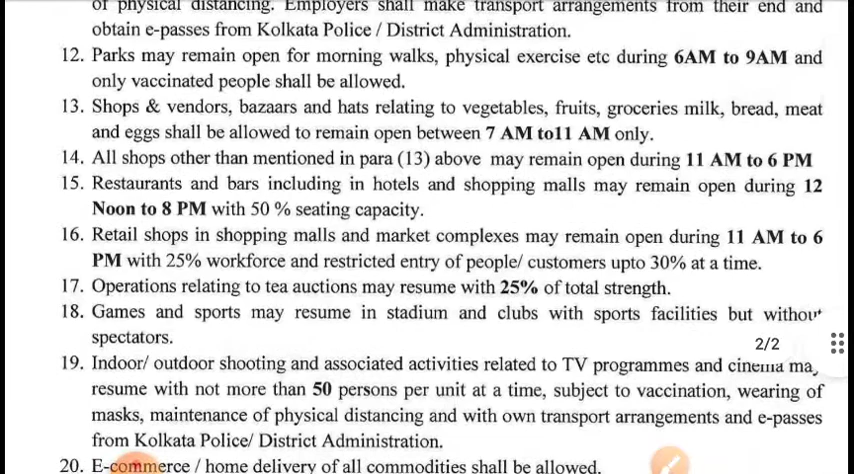 of physical distancing. Employers shall make transport arrangements from their end and
obtain e-passes from Kolkata Police / District Administration.
12. Parks may remain open for morning walks, physical exercise etc during 6AM to 9AM and
only vaccinated people shall be allowed.
13. Shops & vendors, bazaars and hats relating to vegetables, fruits, groceries milk, bread, meat
and eggs shall be allowed to remain open between 7 AM to11 AM only.
14. All shops other than mentioned in para (13) above may remain open during 11 AM to 6 PM
15. Restaurants and bars including in hotels and shopping malls may remain open during 12
Noon to 8 PM with 50 % seating capacity.
16. Retail shops in shopping malls and market complexes may remain open during 11 AM to 6
PM with 25% workforce and restricted entry of people/ customers upto 30% at a time.
17. Operations relating to tea auctions may resume with 25% of total strength.
18. Games and sports may resume in stadium and clubs with sports facilities but without
spectators.
2/2
19. Indoor/ outdoor shooting and associated activities related to TV programmes and cinema may
resume with not more than 50 persons per unit at a time, subject to vaccination, wearing of
masks, maintenance of physical distancing and with own transport arrangements and e-passes
from Kolkata Police/ District Administration.
20. E-commerce / home delivery of all commodities shall be allowed.